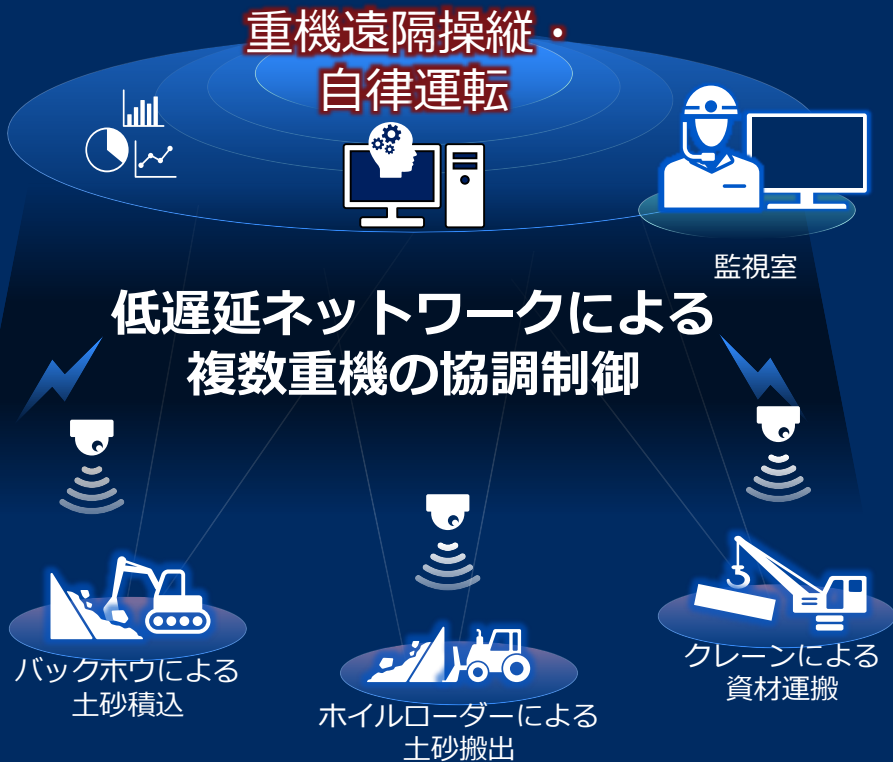 重機遠隔操縦・
自律運転
監視室
低遅延ネットワークによる
複数重機の協調制御
バックホウによる
土砂積込
ホイルローダーによる
土砂搬出
クレーンによる
資材運搬